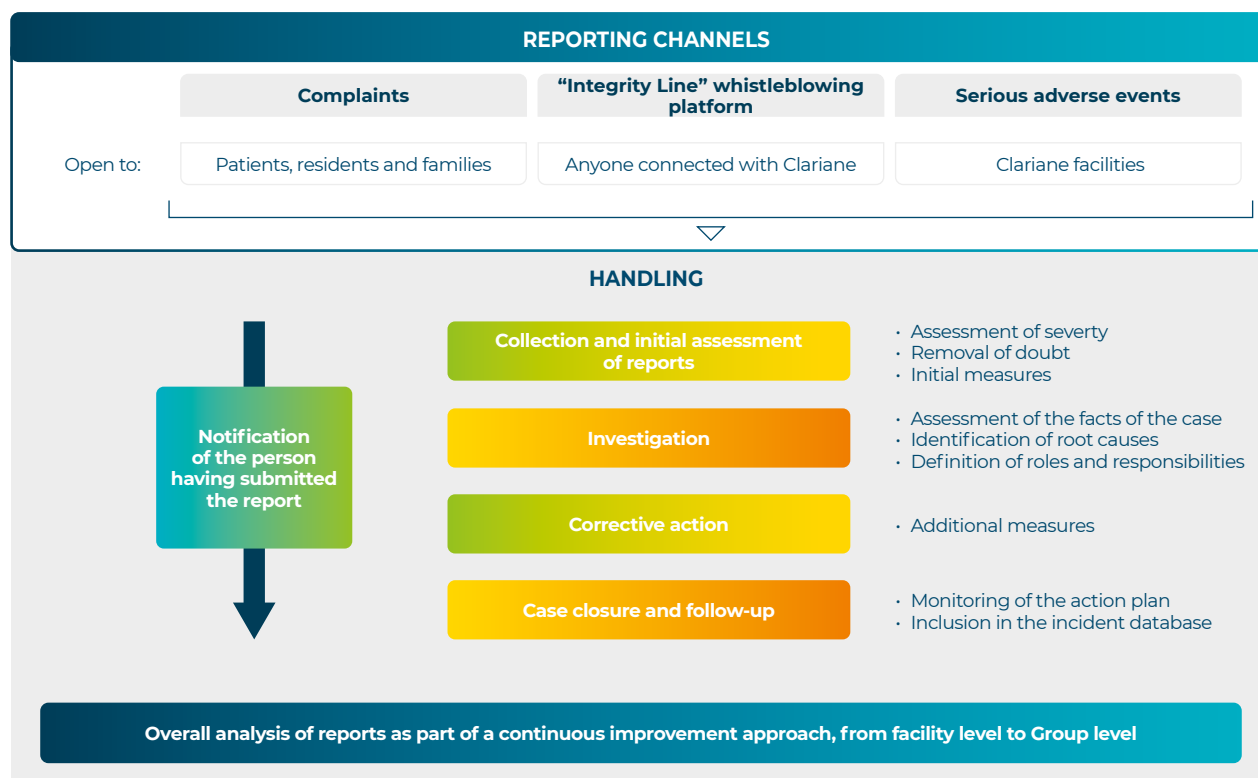 REPORTING CHANNELS
Complaints
“Integrity Line” whistleblowing
platform
Serious adverse events
Open to:
Patients, residents and families
Anyone connected with Clariane
Clariane facilities
HANDLING
Notification
of the person
having submitted
the report
Collection and initial assessment
of reports
• Assessment of severty
• Removal of doubt
• Initial measures
Investigation
• Assessment of the facts of the case
• Identification of root causes
• Definition of roles and responsibilities
Corrective action
• Additional measures
Case closure and follow-up
• Monitoring of the action plan
• Inclusion in the incident database
Overall analysis of reports as part of a continuous improvement approach, from facility level to Group level